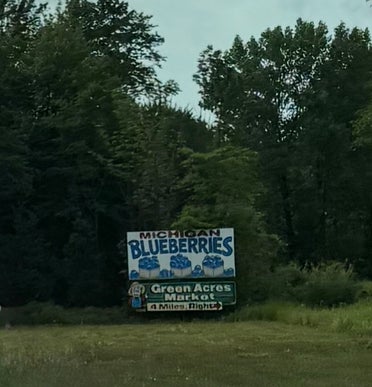 MICHIGAN
BLUEBERRIES
Green Acres
Market
4 Miles, Right